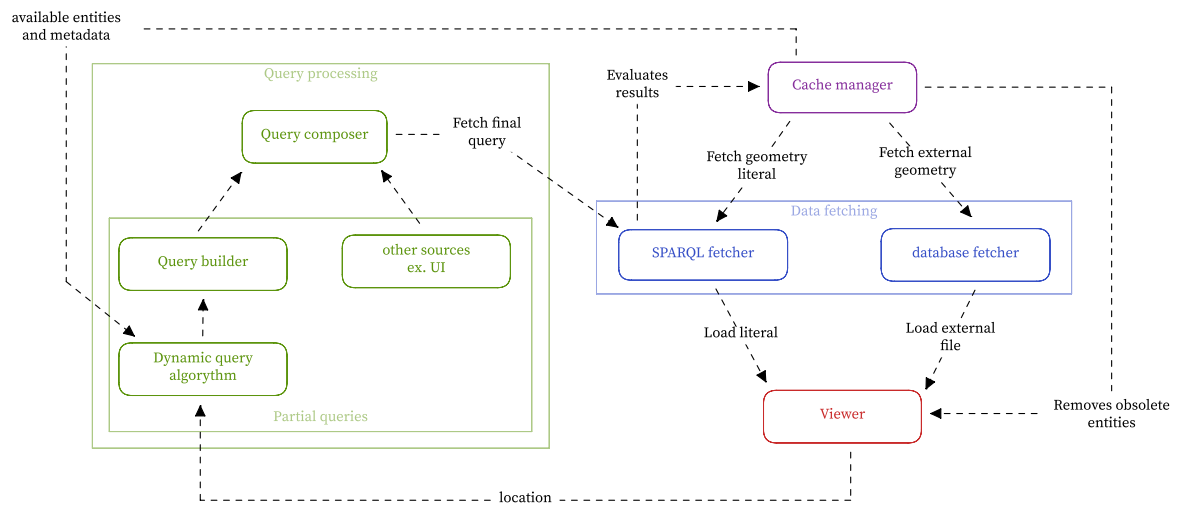 available entities
and metadata
Query processing
Evaluates
results
Cache manager
Query composer
Fetch final
query
Fetch geometry
literal
Fetch external
geometry
Data fetching
Query builder
other sources
ex. UI
SPARQL fetcher
database fetcher
Load literal
Load external
file
Dynamic query
algorythm
Partial queries
Viewer
Removes obsolete
entities
location